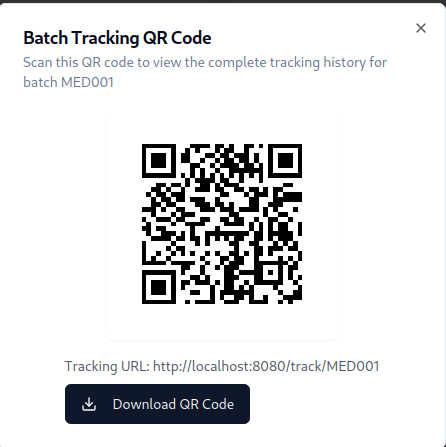 Batch Tracking QR Code
Scan this QR code to view the complete tracking history for
batch MED001
Tracking URL: http://localhost:8080/track/MED001
Download QR Code